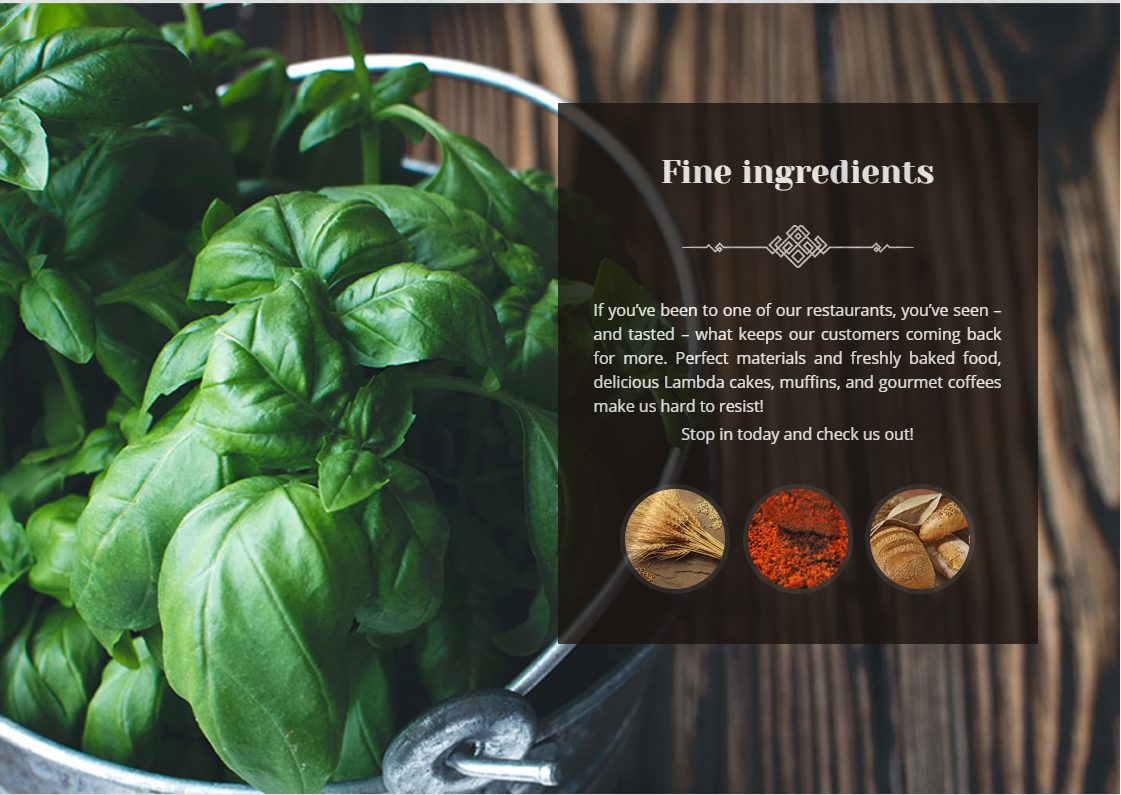 Fine ingredients
If you've been to one of our restaurants, you've seen –
and tasted – what keeps our customers coming back
for more. Perfect materials and freshly baked food,
delicious Lambda cakes, muffins, and gourmet coffees
make us hard to resist!
Stop in today and check us out!